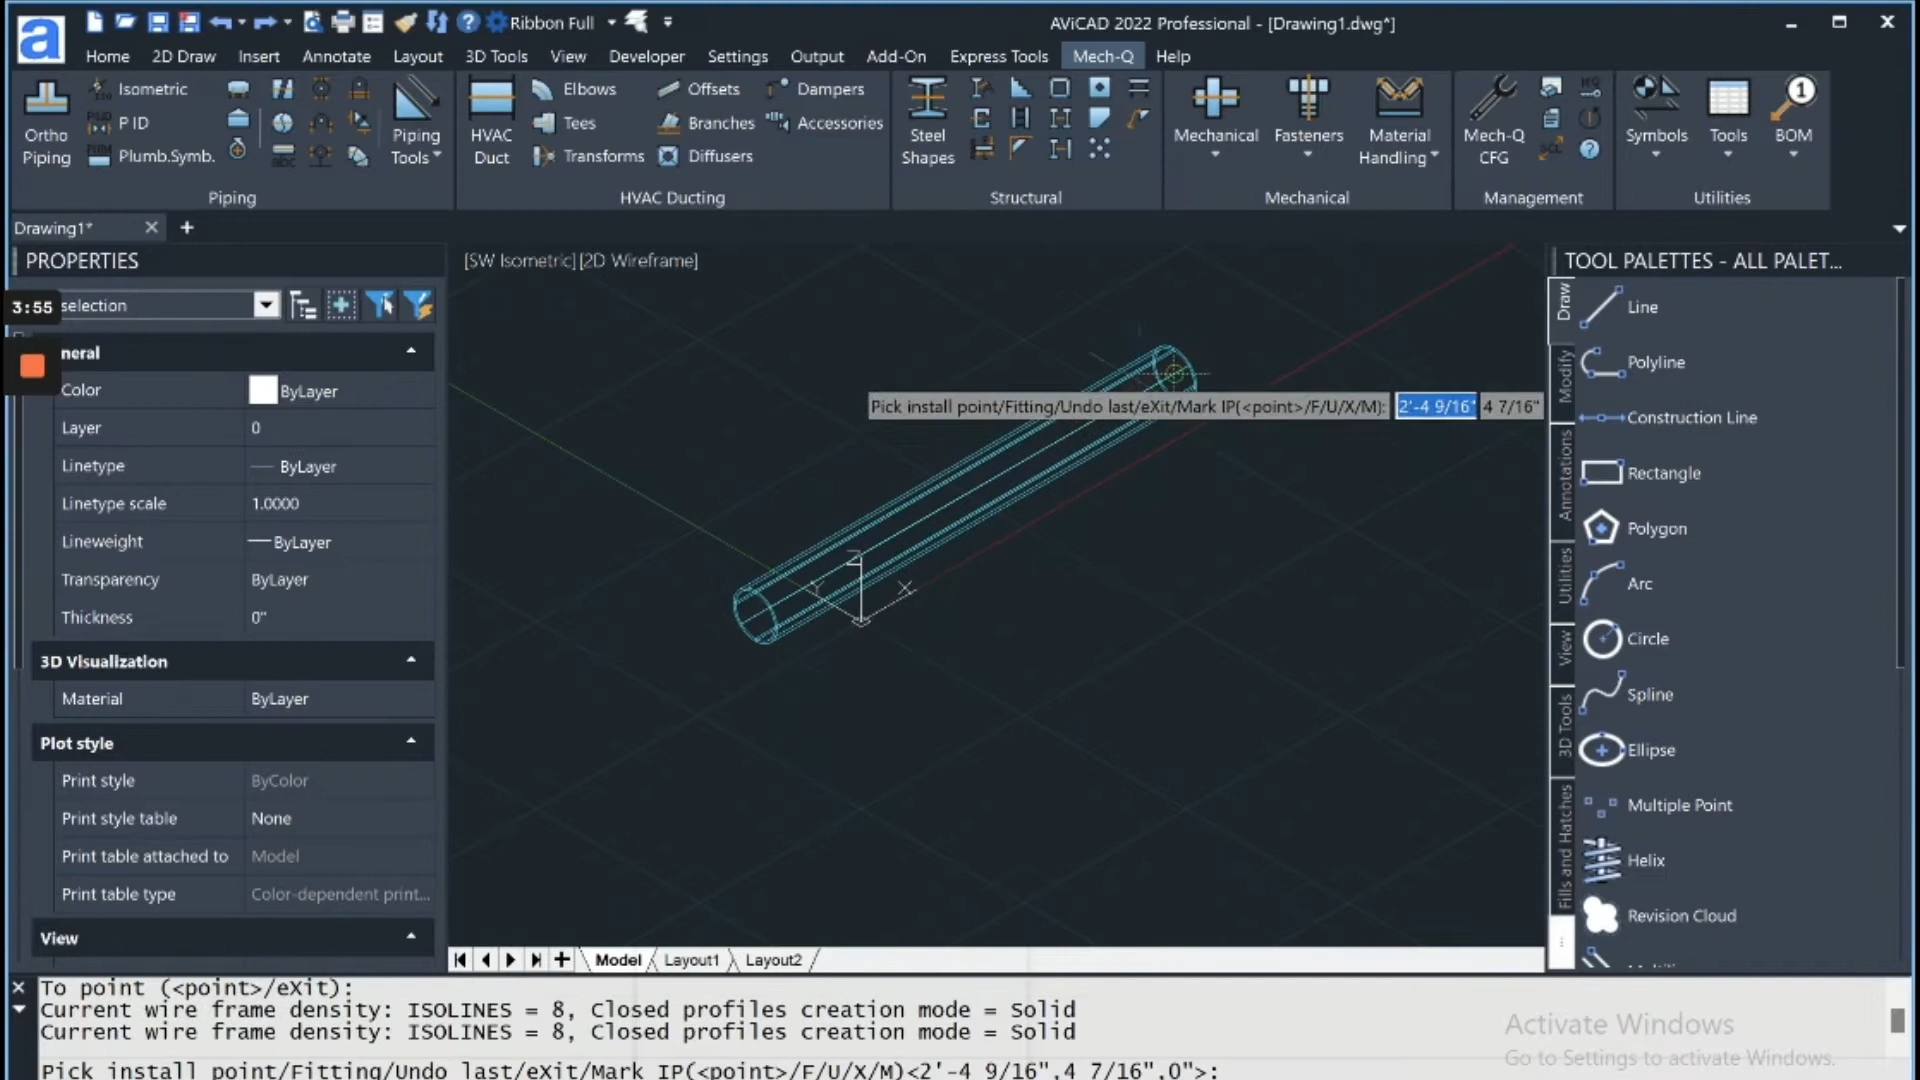 a
Ribbon Full
AViCAD 2022 Professional - [Drawing1.dwg*]
Home 2D Draw Insert Annotate Layout 3D Tools View Developer Settings Output Add-On Express Tools Mech-Q Help
Ortho Piping
Isometric
P ID
Plumb.Symb.
Piping Tools
HVAC Duct
Elbows
Tees
Transforms
Offsets
Branches
Diffusers
Dampers
Accessories
Steel Shapes
Mechanical
Fasteners
Material Handling
Mech-Q CFG
Symbols
Tools
1
BOM
Piping HVAC Ducting Structural Mechanical Management Utilities
Drawing1*
PROPERTIES
3:55
selection
neral
Color ByLayer
Layer 0
Linetype ByLayer
Linetype scale 1.0000
Lineweight ByLayer
Transparency ByLayer
Thickness 0"
3D Visualization
Material ByLayer
Plot style
Print style ByColor
Print style table None
Print table attached to Model
Print table type Color-dependent print...
View
[SW Isometric] [2D Wireframe]
Pick install point/Fitting/Undo last/eXit/Mark IP(<point>/F/U/X/M): 2'-4 9/16" 4 7/16"
Y X
Model Layout1 Layout2
TOOL PALETTES - ALL PALET...
Draw
Modify
Annotations
Utilities
View
3D Tools
Fills and Hatches
...
Line
Polyline
Construction Line
Rectangle
Polygon
Arc
Circle
Spline
Ellipse
Multiple Point
Helix
Revision Cloud
To point (<point>/eXit):
Current wire frame density: ISOLINES = 8, Closed profiles creation mode = Solid
Current wire frame density: ISOLINES = 8, Closed profiles creation mode = Solid
Pick install point/Fitting/Undo last/eXit/Mark IP(<point>/F/U/X/M)<2'-4 9/16",4 7/16",0">:
Activate Windows
Go to Settings to activate Windows.